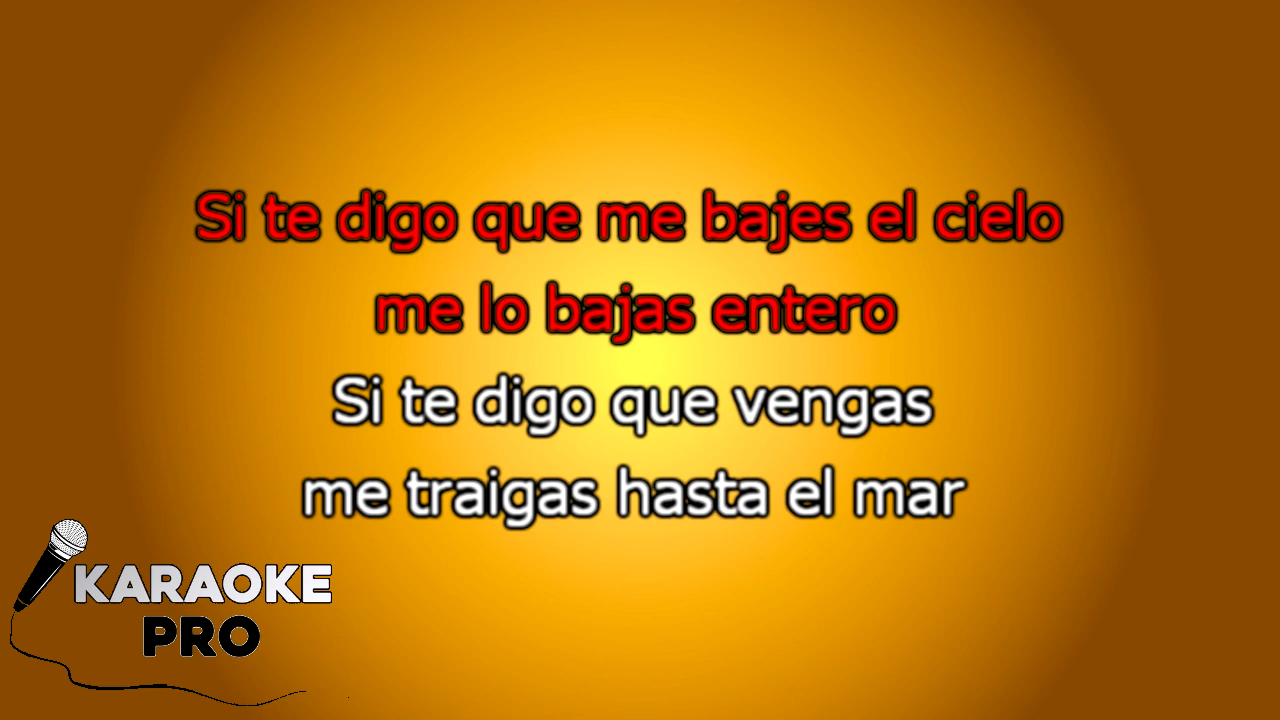 Si te digo que me bajes el cielo
me lo bajas entero
Si te digo que vengas
me traigas hasta el mar
KARAOKE
PRO